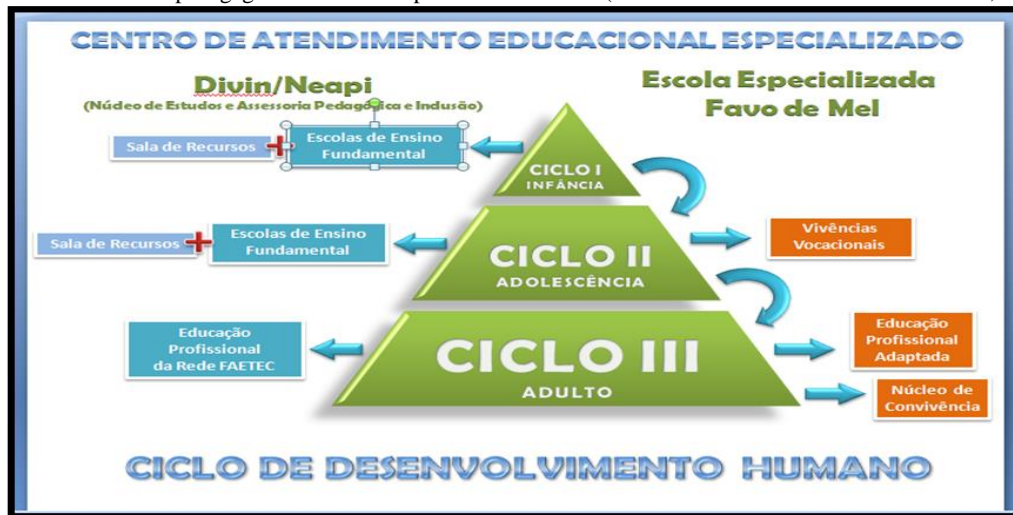 CENTRO DE ATENDIMENTO EDUCACIONAL ESPECIALIZADO
Divin/Neapi
(Núcleo de Estudos e Assessoria Pedagógica e Indusão)
Escola Especializada
Favo de Mel
Sala de Recursos
Escolas de Ensino
Fundamental
CICLO I
INFÂNCIA
Sala de Recursos
Escolas de Ensino
Fundamental
CICLO II
ADOLESCÊNCIA
Vivências
Vocacionais
Educação
Profissional
da Rede FAETEC
CICLO III
ADULTO
Educação
Profissional
Adaptada
Núcleo de
Convivência
CICLO DE DESENVOLVIMENTO HUMANO